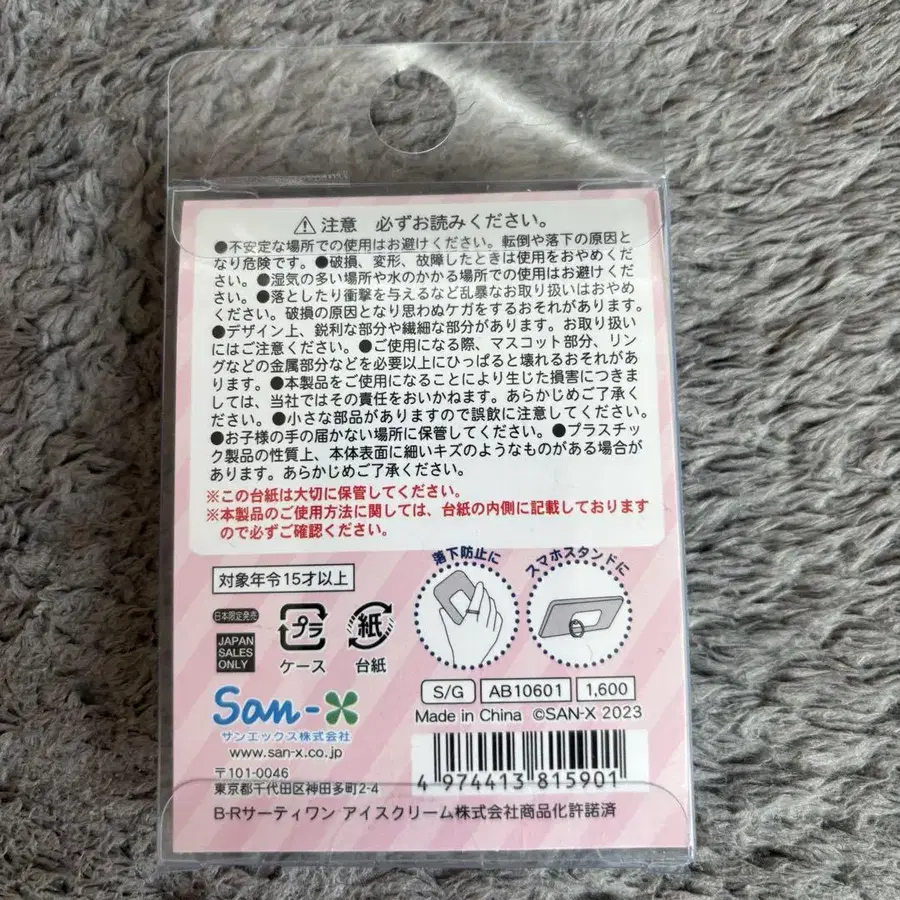 ⚠注意 必ずお読みください。
●不安定な場所での使用はお避けください。転倒や落下の原因と
なり危険です。●破損、変形、故障したときは使用をおやめくだ
さい。●湿気の多い場所や水のかかる場所での使用はお避けくだ
さい。●落としたり衝撃を与えるなど乱暴なお取り扱いはおやめ
ください。破損の原因となり思わぬケガをするおそれがあります。
●デザイン上、鋭利な部分や繊細な部分があります。お取り扱い
にはご注意ください。●ご使用になる際、マスコット部分、リン
グなどの金属部分などを必要以上にひっぱると壊れるおそれがあ
ります。●本製品をご使用になることにより生じた損害につきま
しては、当社ではその責任をおいかねます。あらかじめご了承く
ださい。●小さな部品がありますので誤飲に注意してください。
●お子様の手の届かない場所に保管してください。●プラスチッ
ク製品の性質上、本体表面に細いキズのようなものがある場合が
あります。あらかじめご了承ください。
※この台紙は大切に保管してください。
※本製品のご使用方法に関しては、台紙の内側に記載しております
ので必ずご確認ください。
対象年令15才以上
落下防止に
スマホスタンドに
日本限定発売
JAPAN
SALES
ONLY
プラ
ケース
紙
台紙
San-X
サンエックス株式会社
www.san-x.co.jp
〒101-0046
東京都千代田区神田多町2-4
S/G
AB10601
1,600
Made in China ©SAN-X 2023
4 974413 815901
B-Rサーティワン アイスクリーム株式会社商品化許諾済